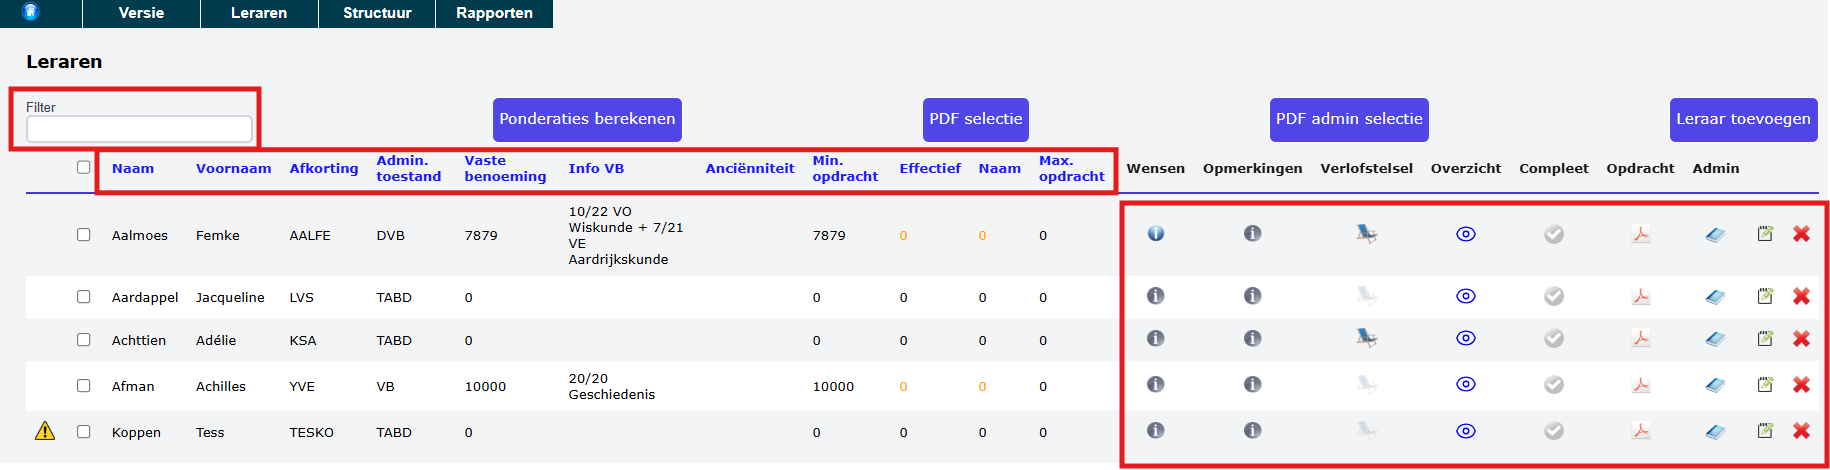 Versie Leraren Structuur Rapporten
Leraren
Filter
Ponderaties berekenen PDF selectie PDF admin selectie Leraar toevoegen
Naam Voornaam Afkorting Admin. toestand Vaste benoeming Info VB Anciënniteit Min. opdracht Effectief Naam Max. opdracht Wensen Opmerkingen Verlofstelsel Overzicht Compleet Opdracht Admin
Aalmoes Femke AALFE DVB 7879 10/22 VO Wiskunde + 7/21 VE Aardrijkskunde 7879 0 0 0
Aardappel Jacqueline LVS TABD 0 0 0 0 0
Achttien Adélie KSA TABD 0 0 0 0 0
Afman Achilles YVE VB 10000 20/20 Geschiedenis 10000 0 0 0
Koppen Tess TESKO TABD 0 0 0 0 0